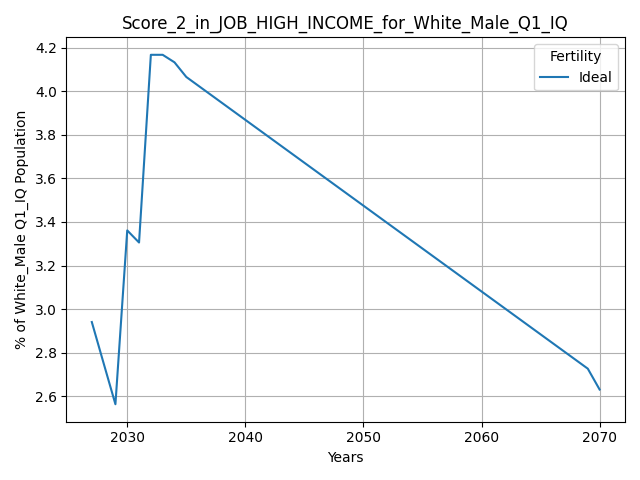 Score_2_in_JOB_HIGH_INCOME_for_White_Male_Q1_IQ
Fertility
Ideal
% of White_Male Q1_IQ Population
4.2
4.0
3.8
3.6
3.4
3.2
3.0
2.8
2.6
2030 2040 2050 2060 2070
Years